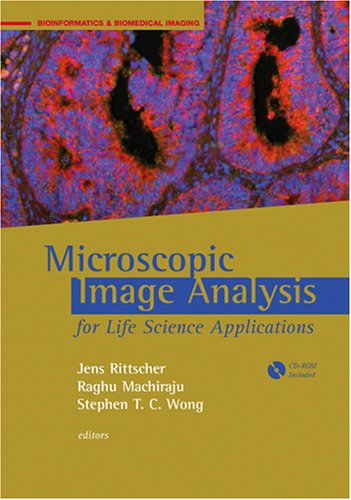 BIOINFORMATICS & BIOMEDICAL IMAGING
Microscopic
Image Analysis
for Life Science Applications
Jens Rittscher
Raghu Machiraju
Stephen T. C. Wong
editors
CD-ROM
Included